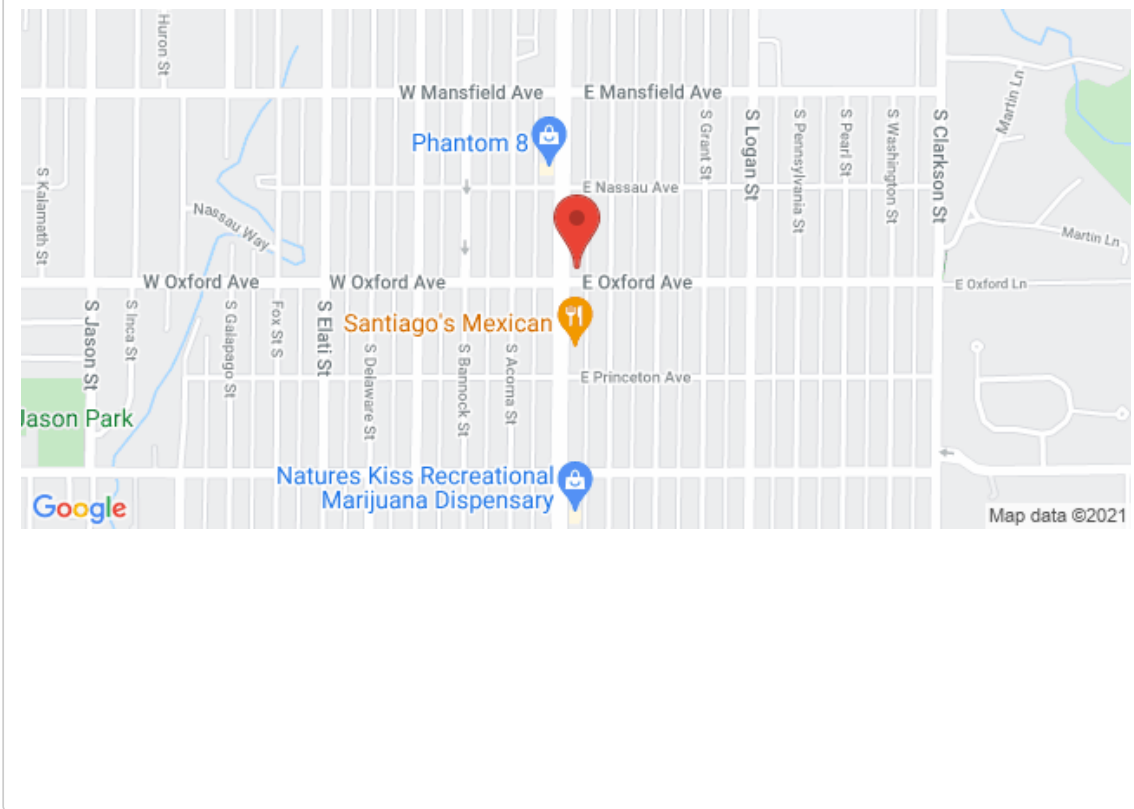 Huron St
W Mansfield Ave
E Mansfield Ave
Martin Ln
Phantom 8
S Grant St
S Logan St
S Pennsylvania St
S Pearl St
S Washington St
S Clarkson St
S Kalamath St
E Nassau Ave
Nassau Way
Martin Ln
W Oxford Ave
W Oxford Ave
E Oxford Ave
E Oxford Ln
S Jason St
S Inca St
S Galapago St
Fox St S
S Elati St
Santiago's Mexican
S Delaware St
S Bannock St
S Acoma St
E Princeton Ave
Jason Park
Natures Kiss Recreational
Marijuana Dispensary
Google
Map data ©2021